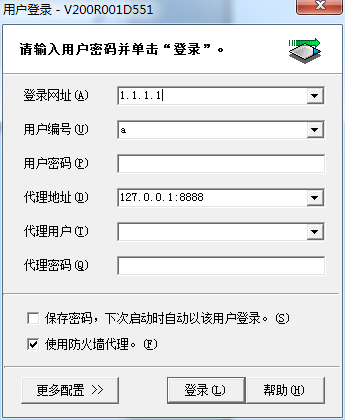 用户登录 - V200R001D551
请输入用户密码并单击“登录”。
登录网址(A) 1.1.1.1
用户编号(U) a
用户密码(P)
代理地址(D) 127.0.0.1:8888
代理用户(T)
代理密码(Q)
保存密码，下次启动时自动以该用户登录。(S)
使用防火墙代理。(F)
更多配置 >> 登录(L) 帮助(H)